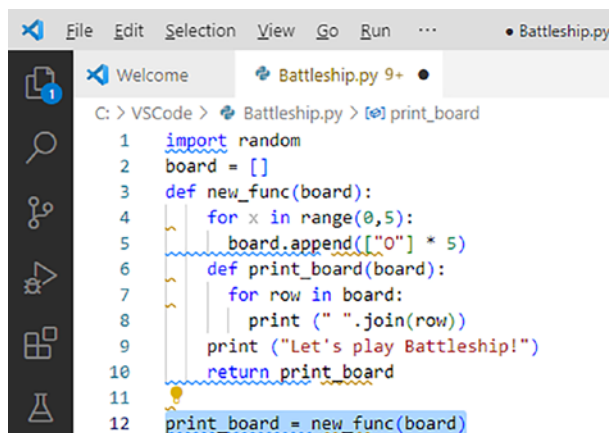 File Edit Selection View Go Run ··· ● Battleship.py
Welcome Battleship.py 9+ ●
1
C: > VSCode > Battleship.py > print_board
1 import random
2 board = []
3 def new_func(board):
4     for x in range(0,5):
5       board.append(["O"] * 5)
6     def print_board(board):
7       for row in board:
8         print (" ".join(row))
9     print ("Let's play Battleship!")
10     return print_board
11
12 print_board = new_func(board)